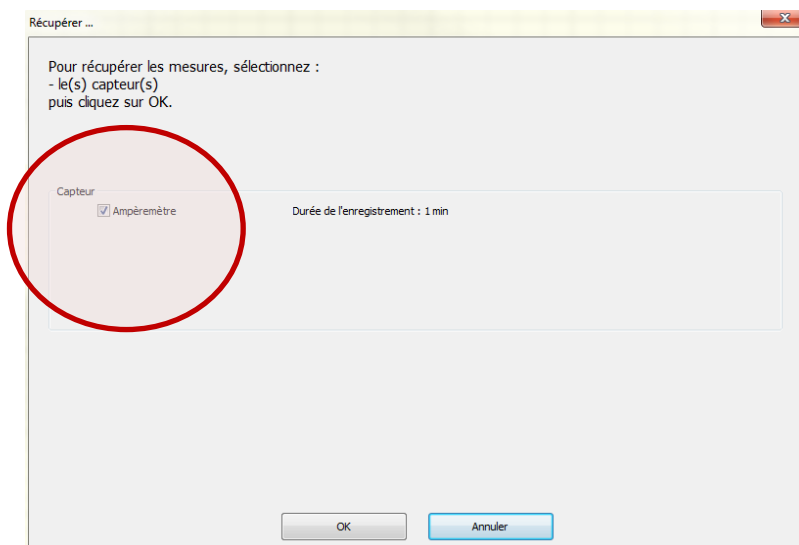 Récupérer ...
Pour récupérer les mesures, sélectionnez :
- le(s) capteur(s)
puis cliquez sur OK.
Capteur
Ampèremètre
Durée de l'enregistrement : 1 min
OK
Annuler